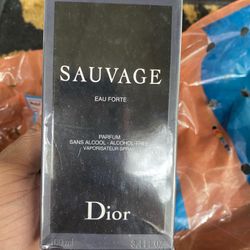 SAUVAGE
EAU FORTE
PARFUM
SANS ALCOOL - ALCOHOL-FREE
VAPORISATEUR SPRAY
Dior